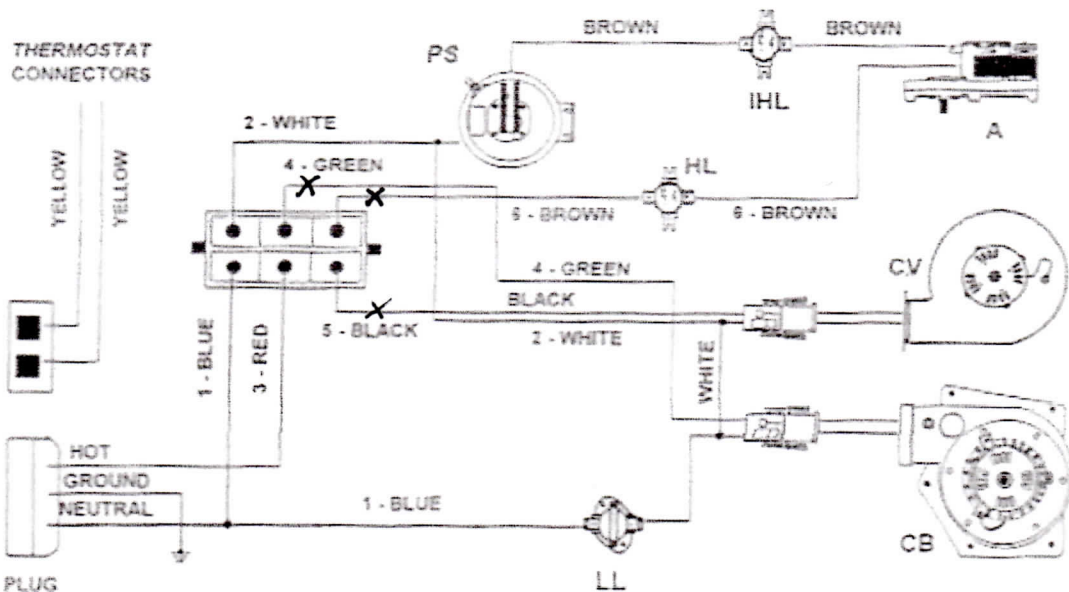 THERMOSTAT
CONNECTORS
YELLOW
YELLOW
PS
BROWN
BROWN
IHL
A
2 - WHITE
4 - GREEN
HL
6 - BROWN
6 - BROWN
4 - GREEN
CV
BLACK
5 - BLACK
2 - WHITE
1 - BLUE
3 - RED
WHITE
HOT
GROUND
NEUTRAL
1 - BLUE
LL
CB
PLUG